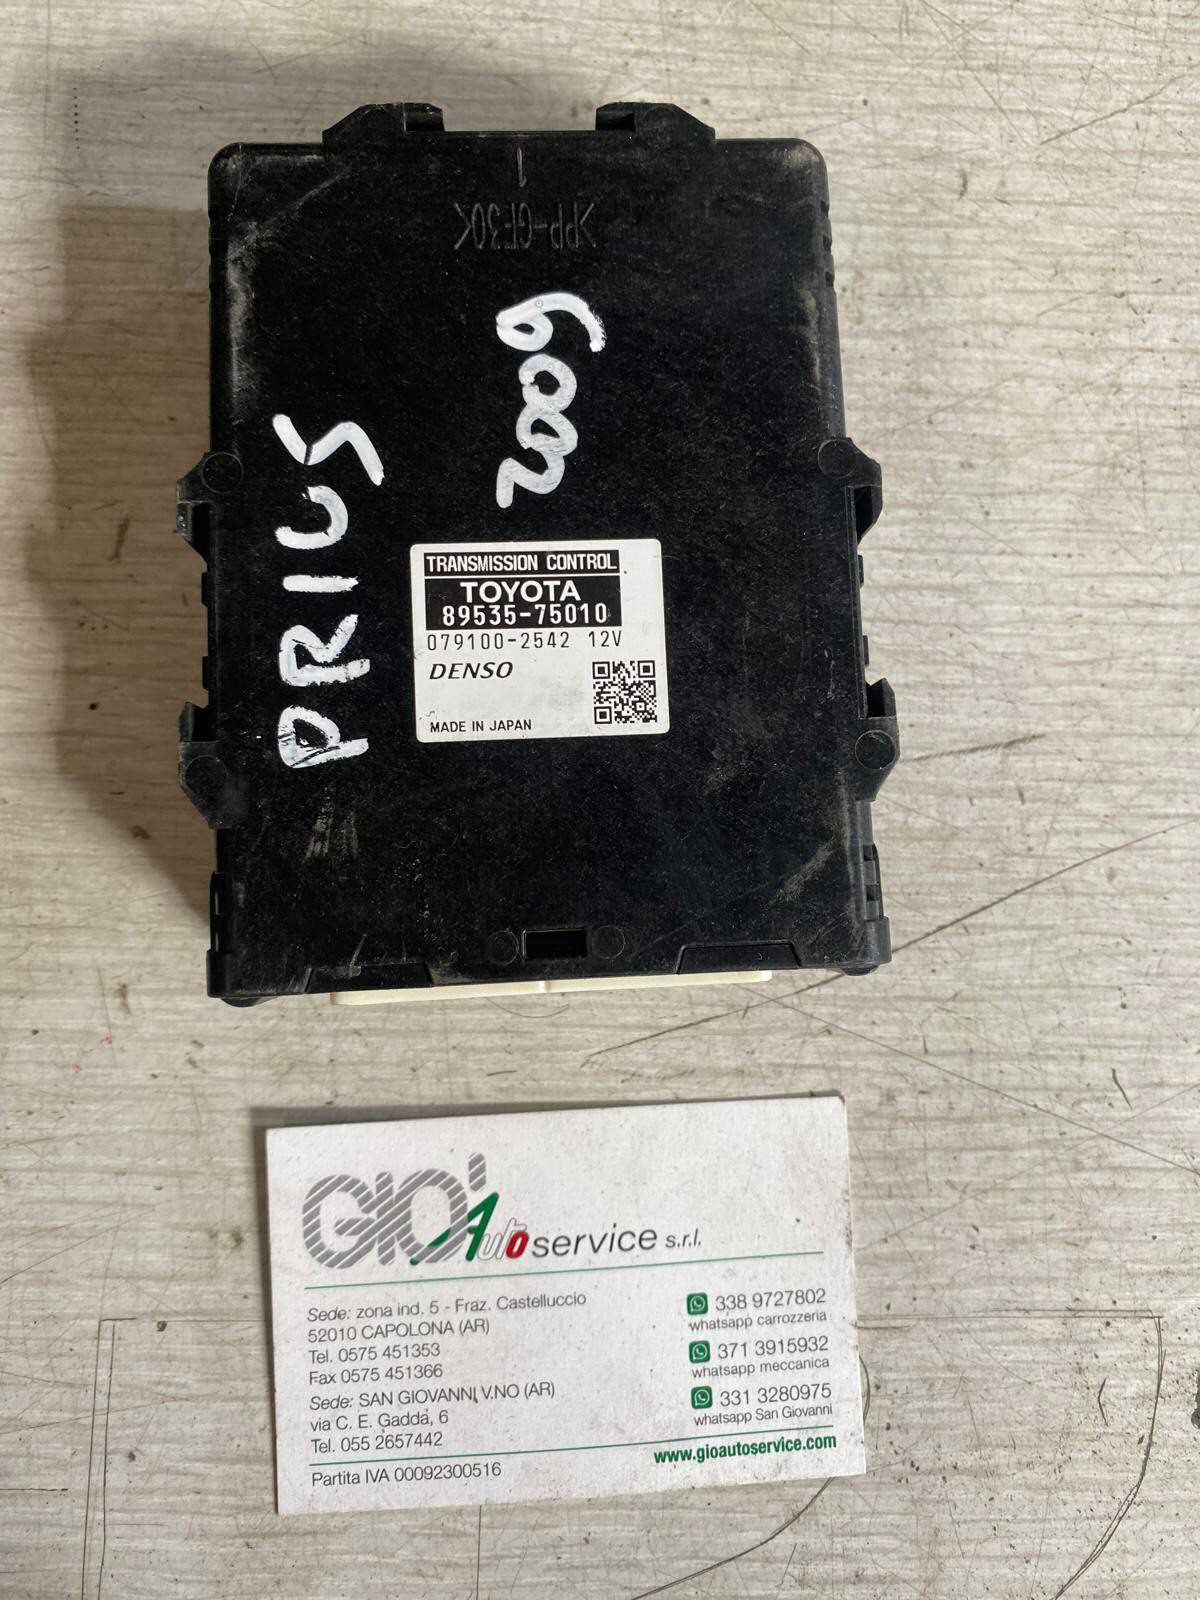 1
>PP-GF30<
2009
PRIUS
TRANSMISSION CONTROL
TOYOTA
89535-75010
079100-2542 12V
DENSO
MADE IN JAPAN
GIO' Auto service s.r.l.
Sede: zona ind. 5 - Fraz. Castelluccio
52010 CAPOLONA (AR)
Tel. 0575 451353
Fax 0575 451366
Sede: SAN GIOVANNI V.NO (AR)
via C. E. Gadda, 6
Tel. 055 2657442
Partita IVA 00092300516
338 9727802
whatsapp carrozzeria
371 3915932
whatsapp meccanica
331 3280975
whatsapp San Giovanni
www.gioautoservice.com